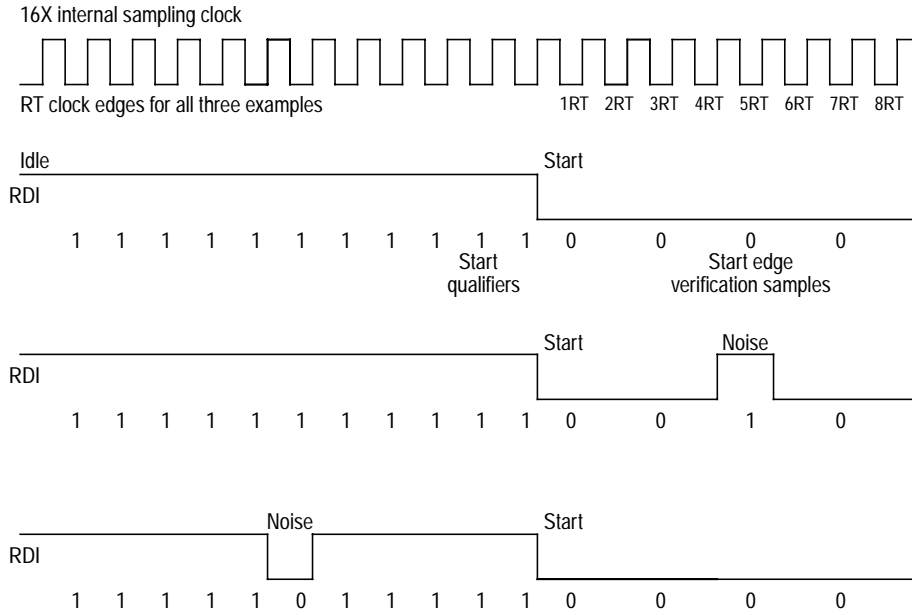 16X internal sampling clock
RT clock edges for all three examples 1RT 2RT 3RT 4RT 5RT 6RT 7RT 8RT
Idle Start
RDI
1 1 1 1 1 1 1 1 1 1 1 0 0 0 0
Start qualifiers
Start edge verification samples
Start Noise
RDI
1 1 1 1 1 1 1 1 1 1 1 0 0 1 0
Noise Start
RDI
1 1 1 1 1 0 1 1 1 1 1 0 0 0 0